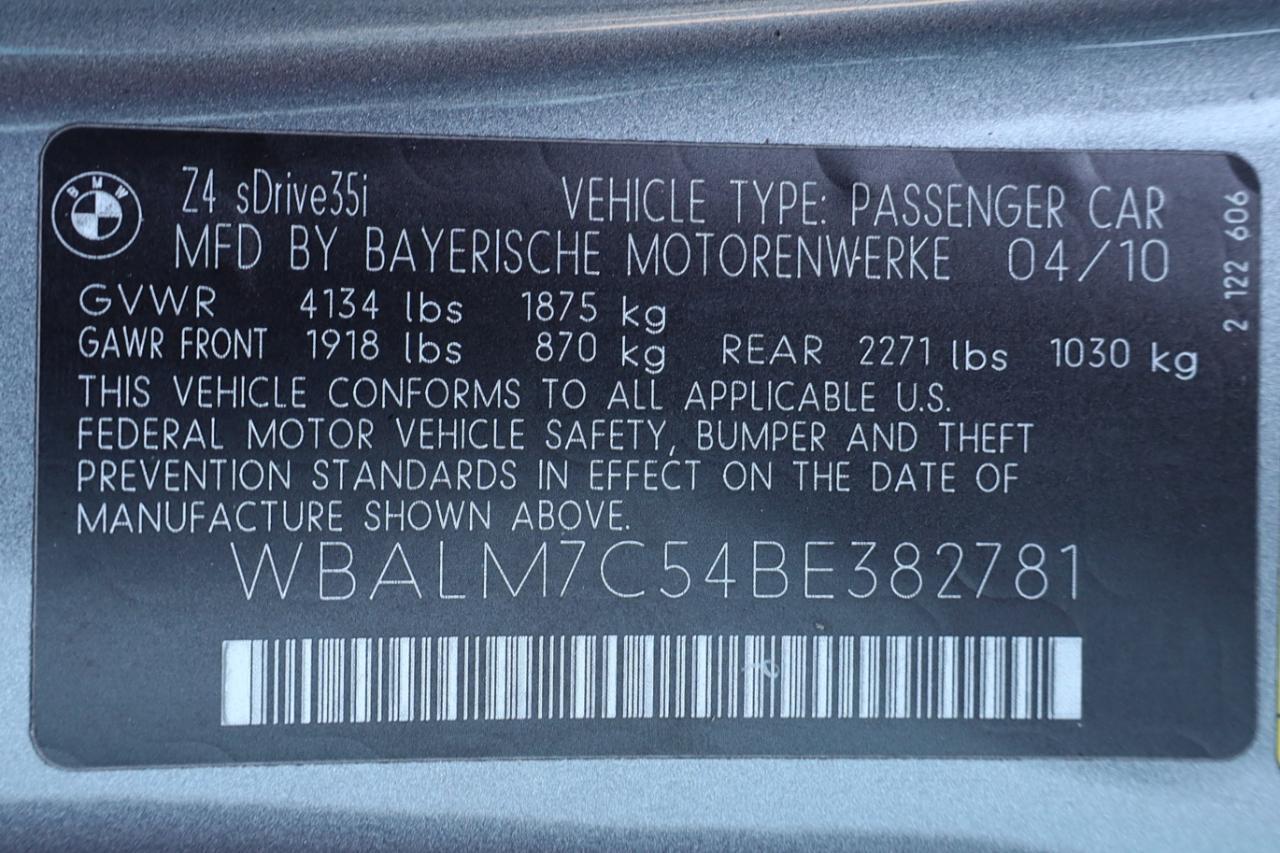 BMW
Z4 sDrive35i VEHICLE TYPE: PASSENGER CAR
MFD BY BAYERISCHE MOTORENWERKE 04/10
GVWR 4134 lbs 1875 kg
GAWR FRONT 1918 lbs 870 kg REAR 2271 lbs 1030 kg
THIS VEHICLE CONFORMS TO ALL APPLICABLE U.S.
FEDERAL MOTOR VEHICLE SAFETY, BUMPER AND THEFT
PREVENTION STANDARDS IN EFFECT ON THE DATE OF
MANUFACTURE SHOWN ABOVE.
WBALM7C54BE382781
2 122 606